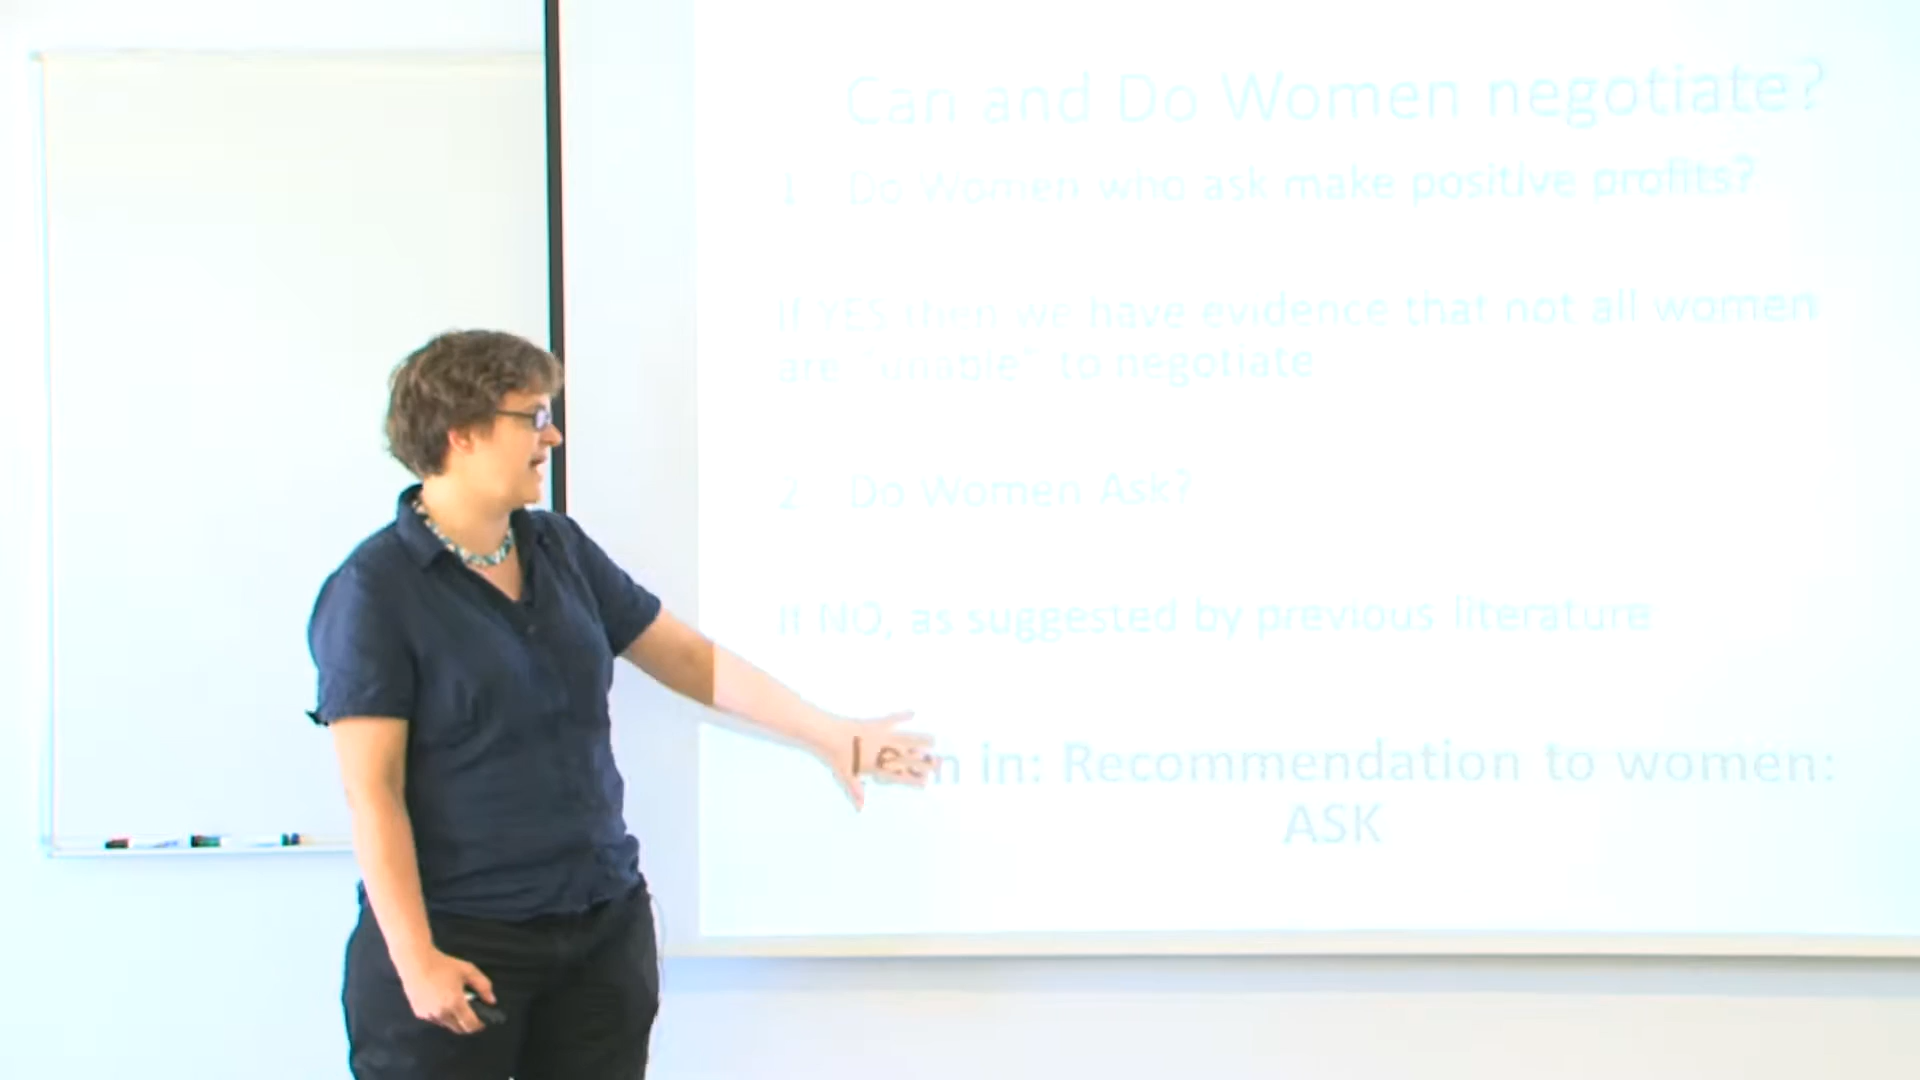 Can and Do Women negotiate?
1 Do Women who ask make positive profits?
If YES then we have evidence that not all women
are "unable" to negotiate
2 Do Women Ask?
If NO, as suggested by previous literature
Lean in: Recommendation to women:
ASK